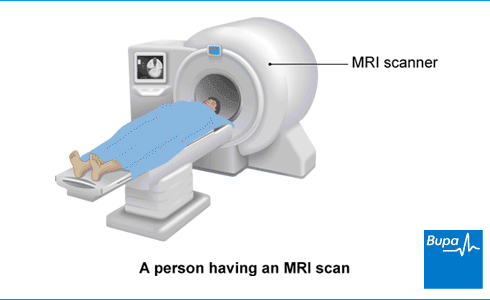 MRI scanner
A person having an MRI scan
Bupa